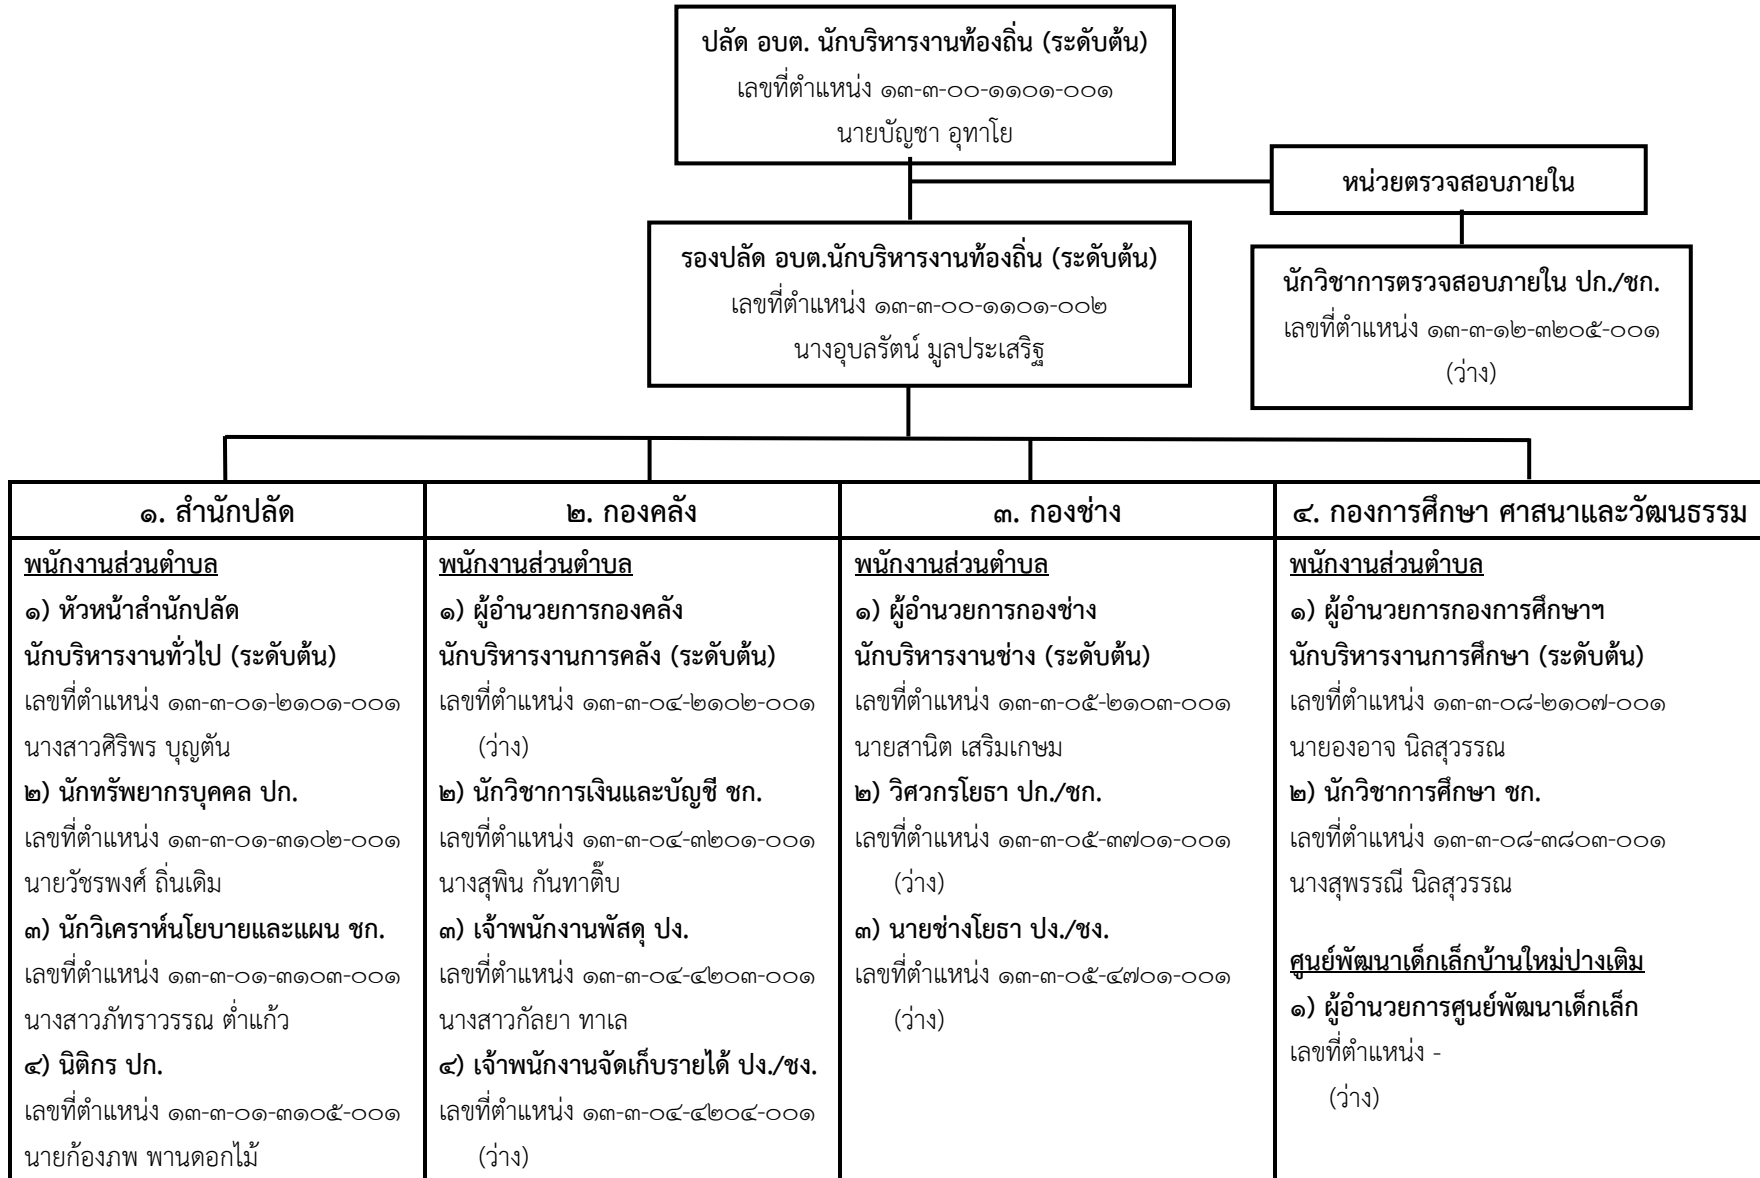 ปลัด อบต. นักบริหารงานท้องถิ่น (ระดับต้น)
เลขที่ตำแหน่ง ๑๓-๓-๐๐-๑๑๐๑-๐๐๑
นายบัญชา อุทาโย
หน่วยตรวจสอบภายใน
รองปลัด อบต.นักบริหารงานท้องถิ่น (ระดับต้น)
เลขที่ตำแหน่ง ๑๓-๓-๐๐-๑๑๐๑-๐๐๒
นางอุบลรัตน์ มูลประเสริฐ
นักวิชาการตรวจสอบภายใน ปก./ชก.
เลขที่ตำแหน่ง ๑๓-๓-๑๒-๓๒๐๕-๐๐๑
(ว่าง)
๑. สำนักปลัด
พนักงานส่วนตำบล
๑) หัวหน้าสำนักปลัด
นักบริหารงานทั่วไป (ระดับต้น)
เลขที่ตำแหน่ง ๑๓-๓-๐๑-๒๑๐๑-๐๐๑
นางสาวศิริพร บุญตัน
๒) นักทรัพยากรบุคคล ปก.
เลขที่ตำแหน่ง ๑๓-๓-๐๑-๓๑๐๒-๐๐๑
นายวัชรพงศ์ ถิ่นเดิม
๓) นักวิเคราห์นโยบายและแผน ชก.
เลขที่ตำแหน่ง ๑๓-๓-๐๑-๓๑๐๓-๐๐๑
นางสาวภัทราวรรณ ต่ำแก้ว
๔) นิติกร ปก.
เลขที่ตำแหน่ง ๑๓-๓-๐๑-๓๑๐๕-๐๐๑
นายก้องภพ พานดอกไม้
๒. กองคลัง
พนักงานส่วนตำบล
๑) ผู้อำนวยการกองคลัง
นักบริหารงานการคลัง (ระดับต้น)
เลขที่ตำแหน่ง ๑๓-๓-๐๔-๒๑๐๒-๐๐๑
(ว่าง)
๒) นักวิชาการเงินและบัญชี ชก.
เลขที่ตำแหน่ง ๑๓-๓-๐๔-๓๒๐๑-๐๐๑
นางสุพิน กันทาติ๊บ
๓) เจ้าพนักงานพัสดุ ปง.
เลขที่ตำแหน่ง ๑๓-๓-๐๔-๔๒๐๓-๐๐๑
นางสาวกัลยา ทาเล
๔) เจ้าพนักงานจัดเก็บรายได้ ปง./ชง.
เลขที่ตำแหน่ง ๑๓-๓-๐๔-๔๒๐๔-๐๐๑
(ว่าง)
๓. กองช่าง
พนักงานส่วนตำบล
๑) ผู้อำนวยการกองช่าง
นักบริหารงานช่าง (ระดับต้น)
เลขที่ตำแหน่ง ๑๓-๓-๐๕-๒๑๐๓-๐๐๑
นายสานิต เสริมเกษม
๒) วิศวกรโยธา ปก./ชก.
เลขที่ตำแหน่ง ๑๓-๓-๐๕-๓๗๐๑-๐๐๑
(ว่าง)
๓) นายช่างโยธา ปง./ชง.
เลขที่ตำแหน่ง ๑๓-๓-๐๕-๔๗๐๑-๐๐๑
(ว่าง)
๔. กองการศึกษา ศาสนาและวัฒนธรรม
พนักงานส่วนตำบล
๑) ผู้อำนวยการกองการศึกษาฯ
นักบริหารงานการศึกษา (ระดับต้น)
เลขที่ตำแหน่ง ๑๓-๓-๐๘-๒๑๐๗-๐๐๑
นายองอาจ นิลสุวรรณ
๒) นักวิชาการศึกษา ชก.
เลขที่ตำแหน่ง ๑๓-๓-๐๘-๓๘๐๓-๐๐๑
นางสุพรรณี นิลสุวรรณ
ศูนย์พัฒนาเด็กเล็กบ้านใหม่ปางเติม
๑) ผู้อำนวยการศูนย์พัฒนาเด็กเล็ก
เลขที่ตำแหน่ง -
(ว่าง)